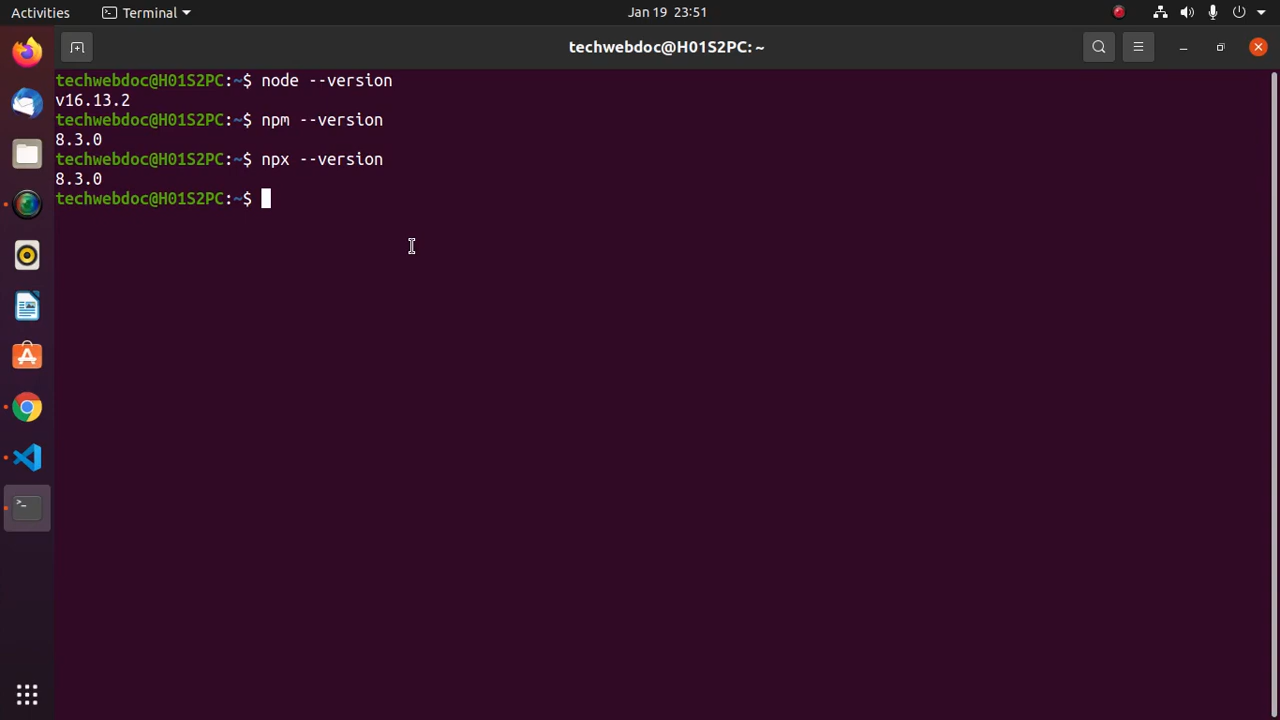 Activities Terminal Jan 19 23:51
techwebdoc@H01S2PC: ~
techwebdoc@H01S2PC:~$ node --version
v16.13.2
techwebdoc@H01S2PC:~$ npm --version
8.3.0
techwebdoc@H01S2PC:~$ npx --version
8.3.0
techwebdoc@H01S2PC:~$